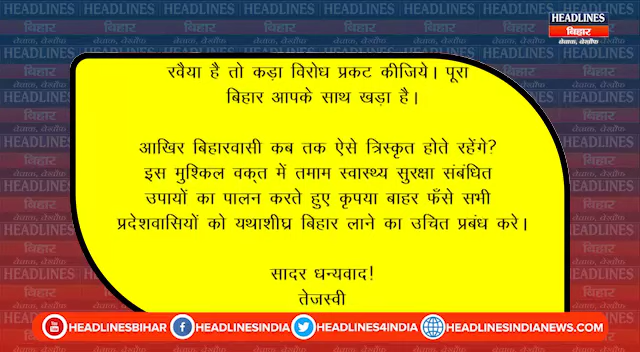 HEADLINES
बिहार
बेबाक, बेख़ौफ़
रवैया है तो कड़ा विरोध प्रकट कीजिये। पूरा
बिहार आपके साथ खड़ा है।
आखिर बिहारवासी कब तक ऐसे त्रिस्कृत होते रहेंगे?
इस मुश्किल वक़्त में तमाम स्वास्थ्य सुरक्षा संबंधित
उपायों का पालन करते हुए कृपया बाहर फँसे सभी
प्रदेशवासियों को यथाशीघ्र बिहार लाने का उचित प्रबंध करे।
सादर धन्यवाद!
तेजस्वी
HEADLINESBIHAR
HEADLINESINDIA
HEADLINES4INDIA
HEADLINESINDIANEWS.COM